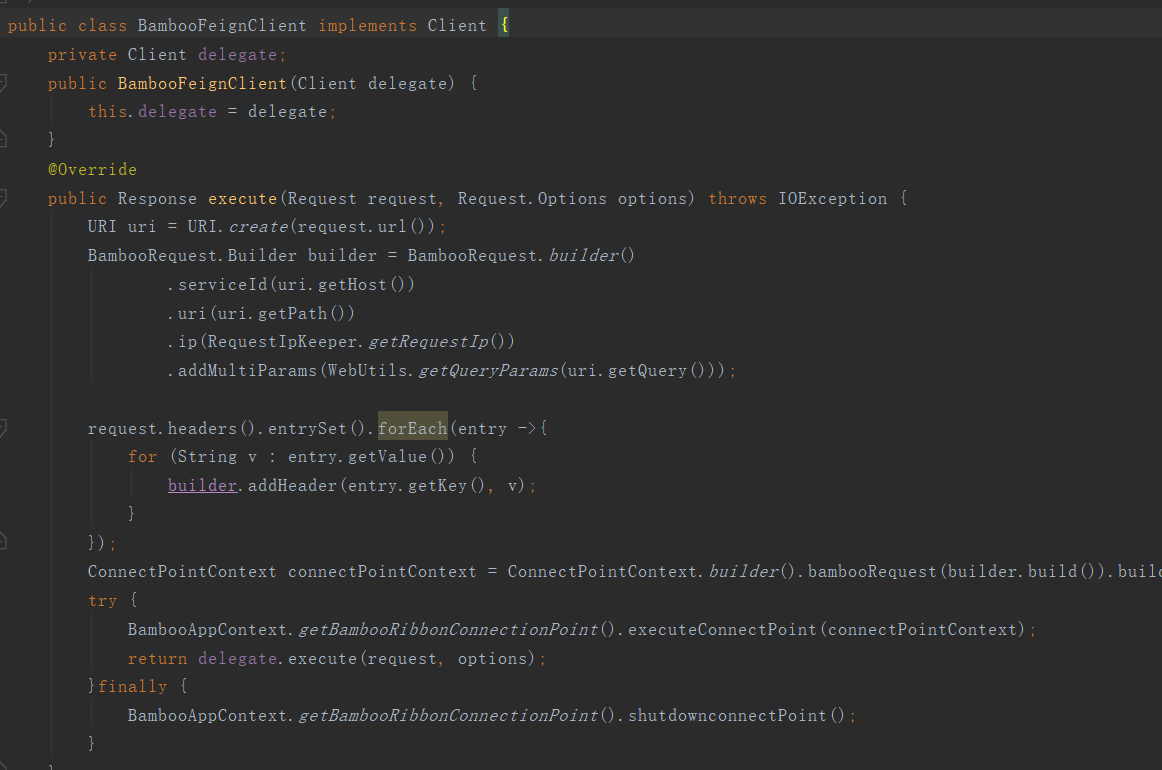 public class BambooFeignClient implements Client {
    private Client delegate;
    public BambooFeignClient(Client delegate) {
        this.delegate = delegate;
    }
    @Override
    public Response execute(Request request, Request.Options options) throws IOException {
        URI uri = URI.create(request.url());
        BambooRequest.Builder builder = BambooRequest.builder()
                .serviceId(uri.getHost())
                .uri(uri.getPath())
                .ip(RequestIpKeeper.getRequestIp())
                .addMultiParams(WebUtils.getQueryParams(uri.getQuery()));

        request.headers().entrySet().forEach(entry ->{
            for (String v : entry.getValue()) {
                builder.addHeader(entry.getKey(), v);
            }
        });
        ConnectPointContext connectPointContext = ConnectPointContext.builder().bambooRequest(builder.build()).
        try {
            BambooAppContext.getBambooRibbonConnectionPoint().executeConnectPoint(connectPointContext);
            return delegate.execute(request, options);
        }finally {
            BambooAppContext.getBambooRibbonConnectionPoint().shutdownconnectPoint();
        }